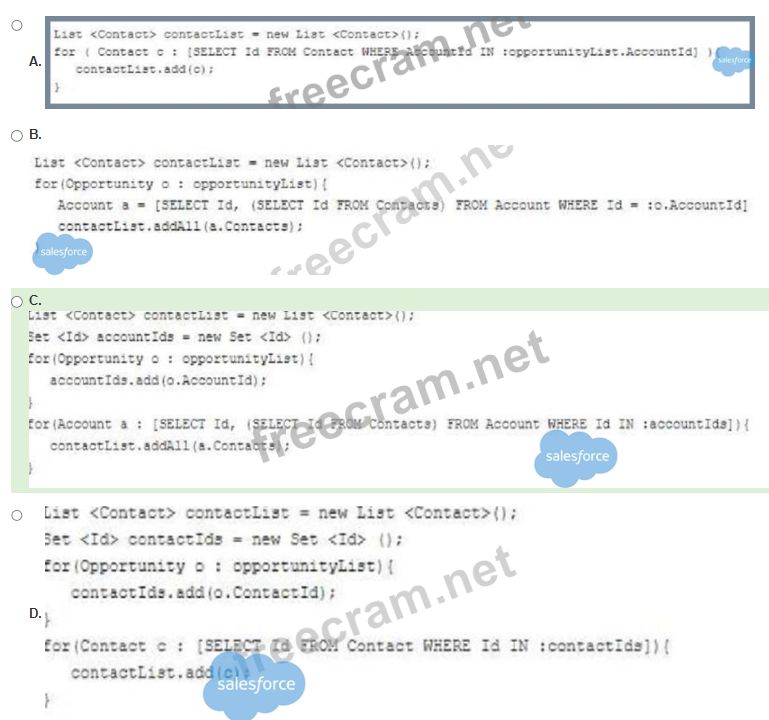 List <Contact> contactList = new List <Contact>();
for ( Contact c : [SELECT Id FROM Contact WHERE AccountId IN :opportunityList.AccountId] ){
A.
contactList.add(c);
}
freecram.net
salesforce
B.
List <Contact> contactList = new List <Contact>();
for(Opportunity o : opportunityList){
Account a = [SELECT Id, (SELECT Id FROM Contacts) FROM Account WHERE Id = :o.AccountId]
contactList.addAll(a.Contacts);
}
salesforce
freecram.ne
C.
List <Contact> contactList = new List <Contact>();
Set <Id> accountIds = new Set <Id> ();
for(Opportunity o : opportunityList){
accountIds.add(o.AccountId);
}
for(Account a : [SELECT Id, (SELECT Id FROM Contacts) FROM Account WHERE Id IN :accountIds]){
contactList.addAll(a.Contacts);
}
freecram.net
salesforce
List <Contact> contactList = new List <Contact>();
Set <Id> contactIds = new Set <Id> ();
for(Opportunity o : opportunityList){
contactIds.add(o.ContactId);
D.
}
for(Contact c : [SELECT Id FROM Contact WHERE Id IN :contactIds]){
contactList.add(c);
}
freecram.net
salesforce